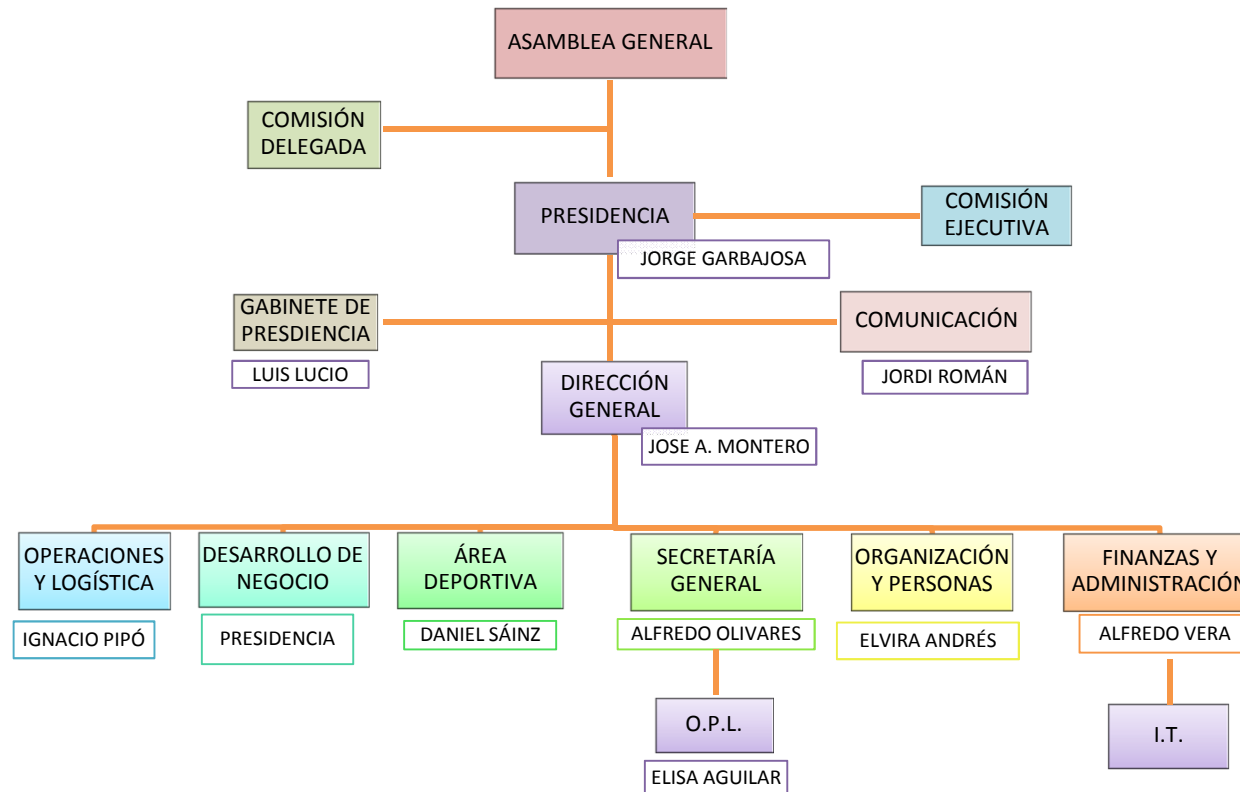 ASAMBLEA GENERAL
COMISIÓN
DELEGADA
PRESIDENCIA
JORGE GARBAJOSA
COMISIÓN
EJECUTIVA
GABINETE DE
PRESDIENCIA
LUIS LUCIO
COMUNICACIÓN
JORDI ROMÁN
DIRECCIÓN
GENERAL
JOSE A. MONTERO
OPERACIONES
Y LOGÍSTICA
IGNACIO PIPÓ
DESARROLLO DE
NEGOCIO
PRESIDENCIA
ÁREA
DEPORTIVA
DANIEL SÁINZ
SECRETARÍA
GENERAL
ALFREDO OLIVARES
O.P.L.
ELISA AGUILAR
ORGANIZACIÓN
Y PERSONAS
ELVIRA ANDRÉS
FINANZAS Y
ADMINISTRACIÓN
ALFREDO VERA
I.T.